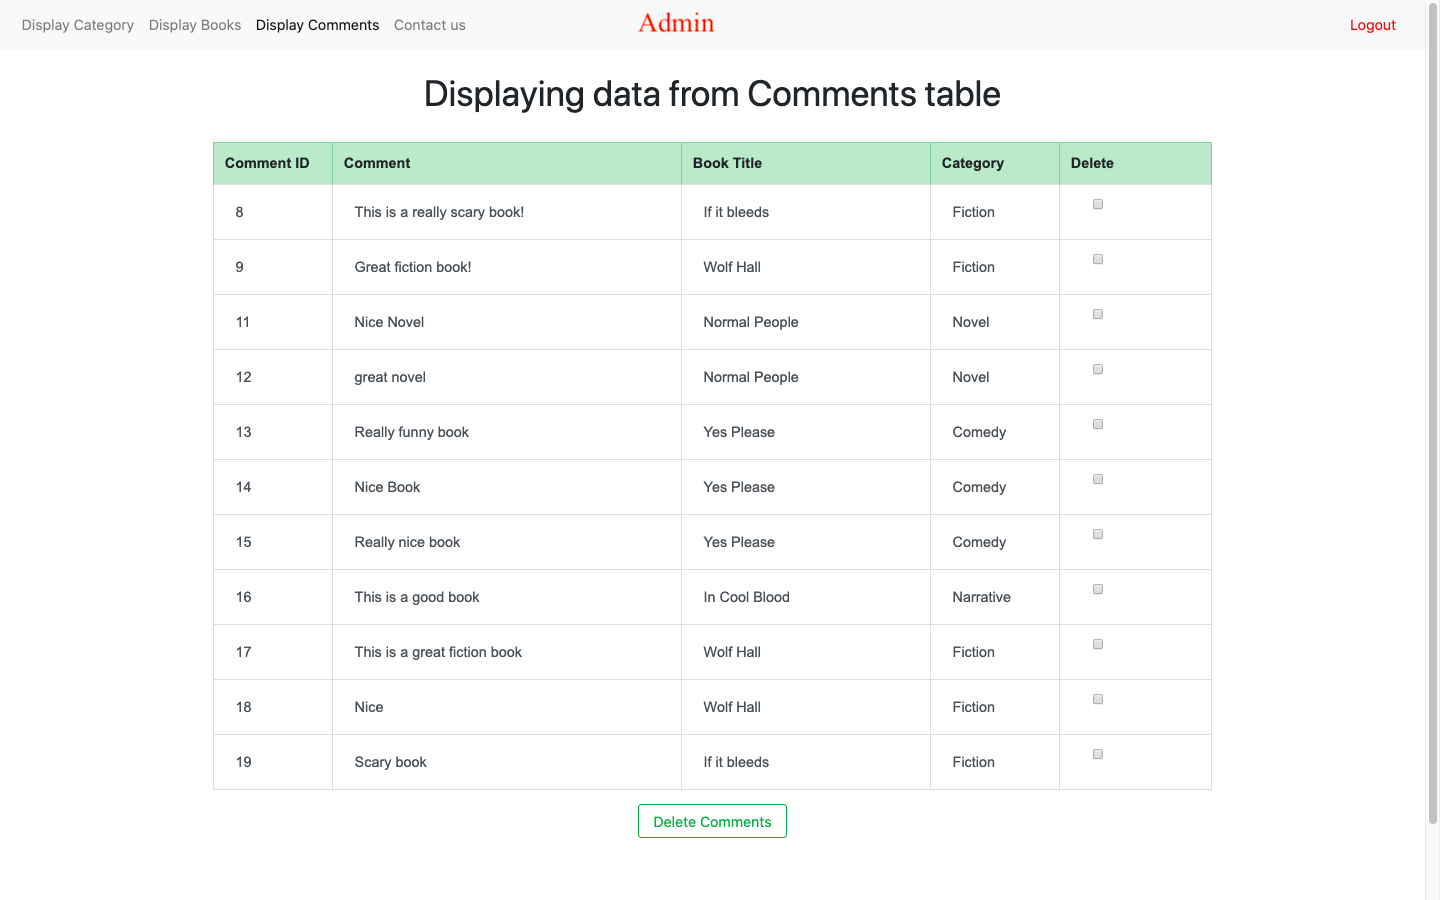 Display Category Display Books Display Comments Contact us Admin Logout
Displaying data from Comments table
Comment ID Comment Book Title Category Delete
8 This is a really scary book! If it bleeds Fiction
9 Great fiction book! Wolf Hall Fiction
11 Nice Novel Normal People Novel
12 great novel Normal People Novel
13 Really funny book Yes Please Comedy
14 Nice Book Yes Please Comedy
15 Really nice book Yes Please Comedy
16 This is a good book In Cool Blood Narrative
17 This is a great fiction book Wolf Hall Fiction
18 Nice Wolf Hall Fiction
19 Scary book If it bleeds Fiction
Delete Comments